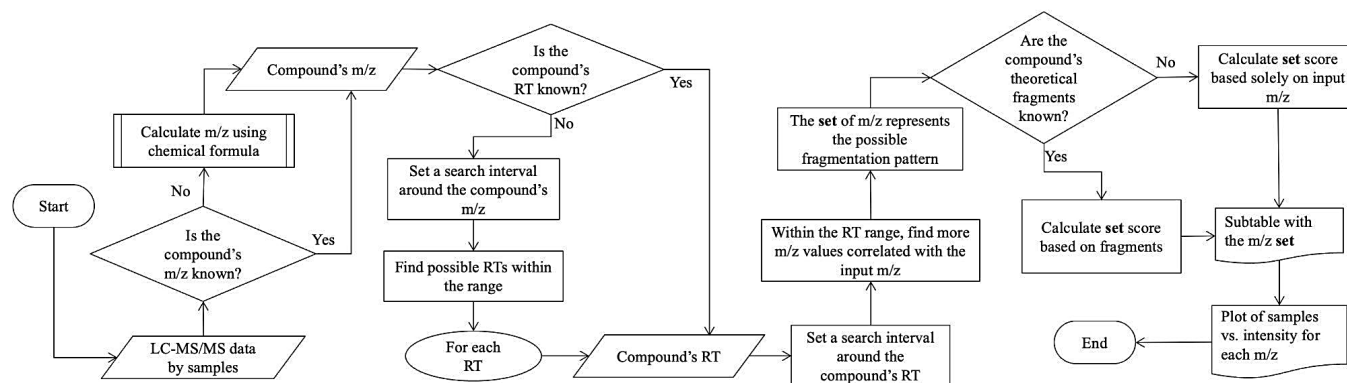 Start
LC-MS/MS data
by samples
Is the
compound's
m/z known?
No
Yes
Calculate m/z using
chemical formula
Compound's m/z
Is the
compound's
RT known?
Yes
No
Set a search interval
around the compound's
m/z
Find possible RTs within
the range
For each
RT
Compound's RT
Set a search interval
around the
compound's RT
Within the RT range, find more
m/z values correlated with the
input m/z
The set of m/z represents
the possible
fragmentation pattern
Are the
compound's
theoretical
fragments
known?
No
Yes
Calculate set score
based solely on input
m/z
Calculate set score
based on fragments
Subtable with
the m/z set
Plot of samples
vs. intensity for
each m/z
End